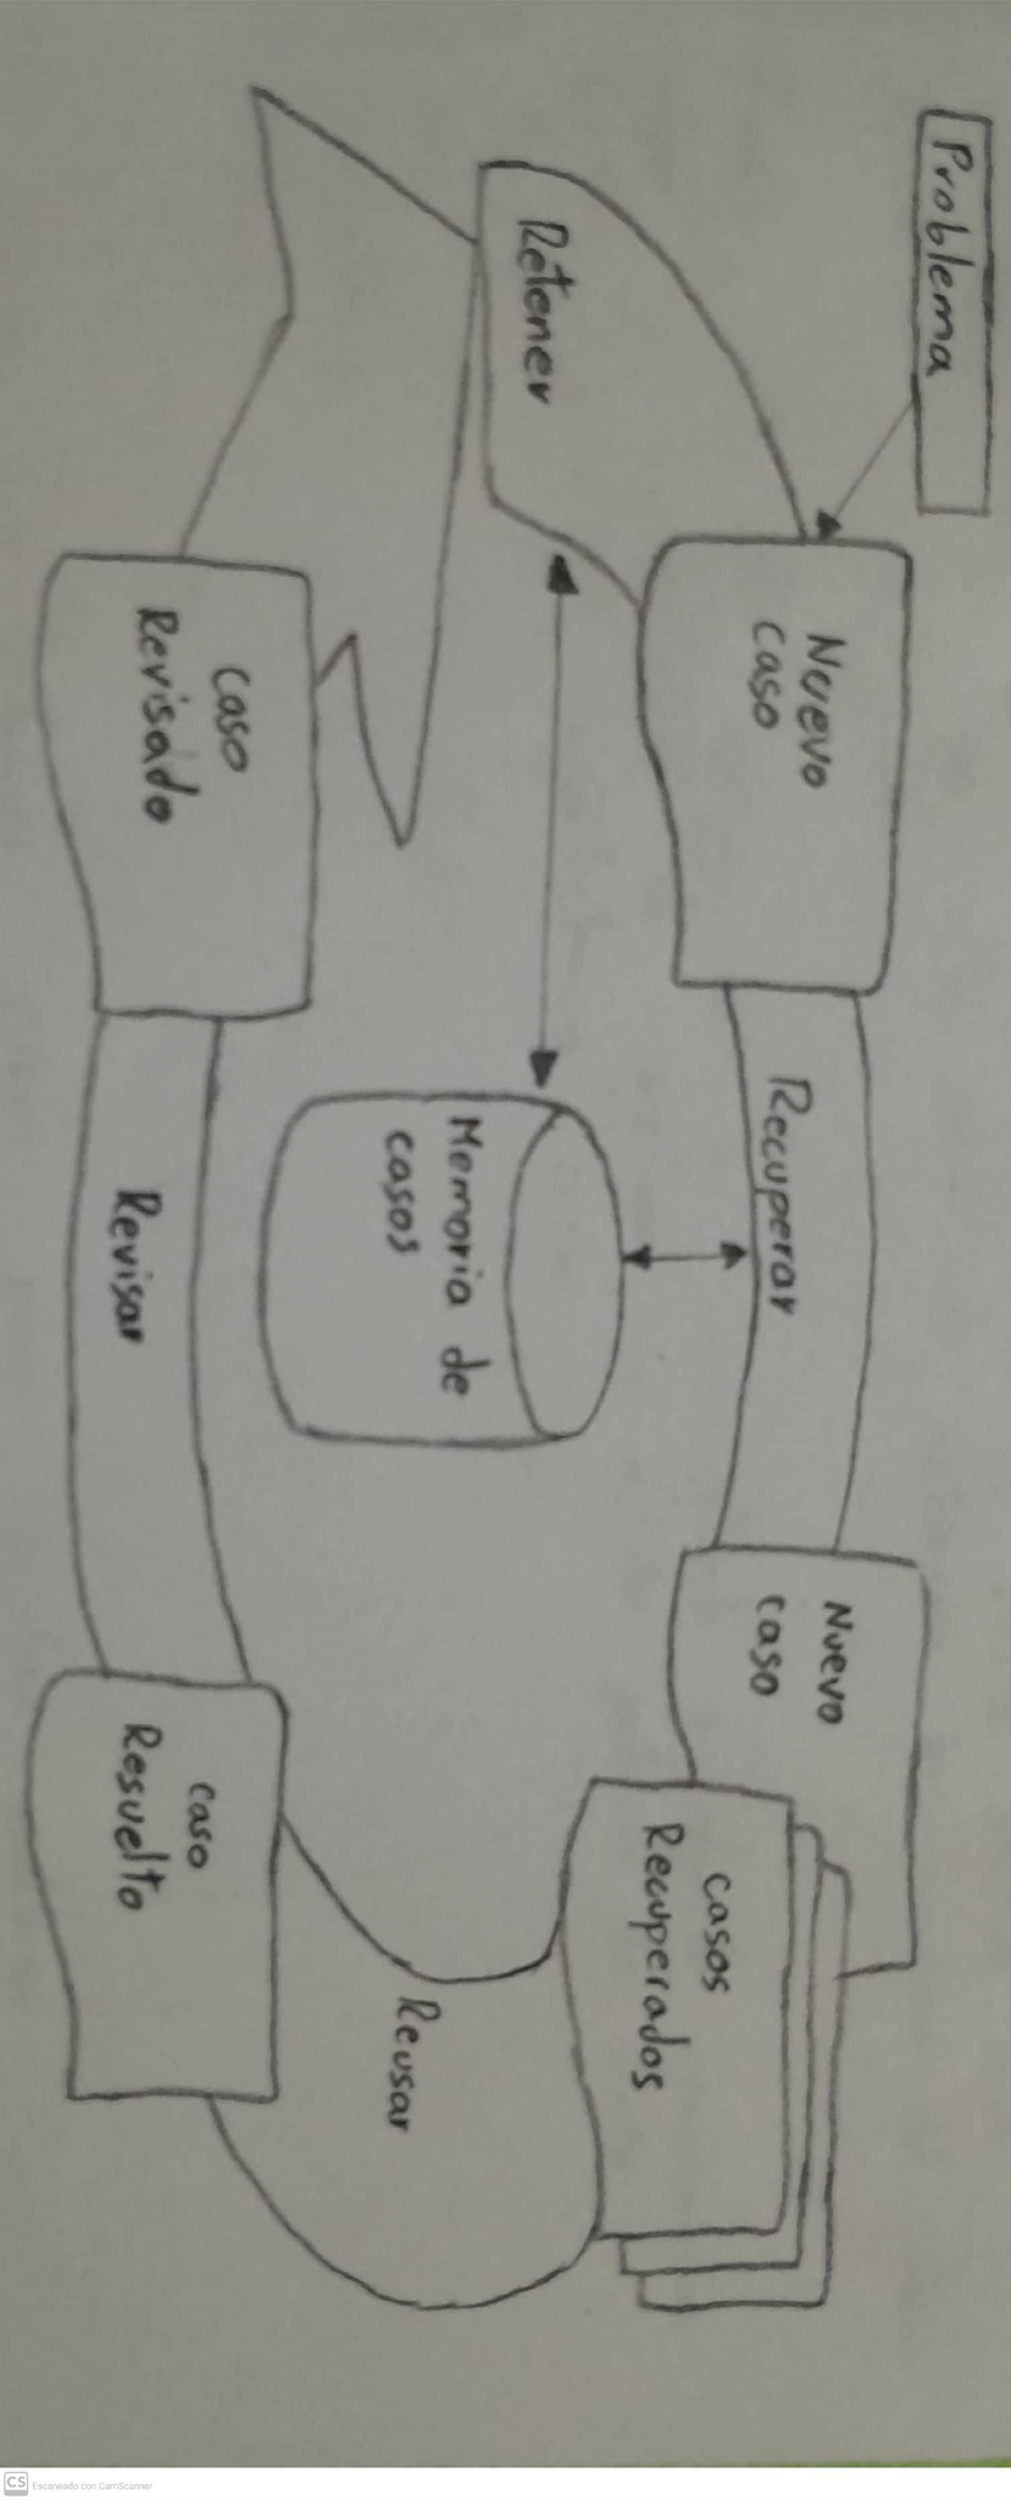 Problema
Nuevo
caso
Recuperar
Nuevo
caso
casos
Recuperados
Retener
Memoria de
casos
Reusar
caso
Revisado
Revisar
caso
Resuelto
CS Escaneado con CamScanner